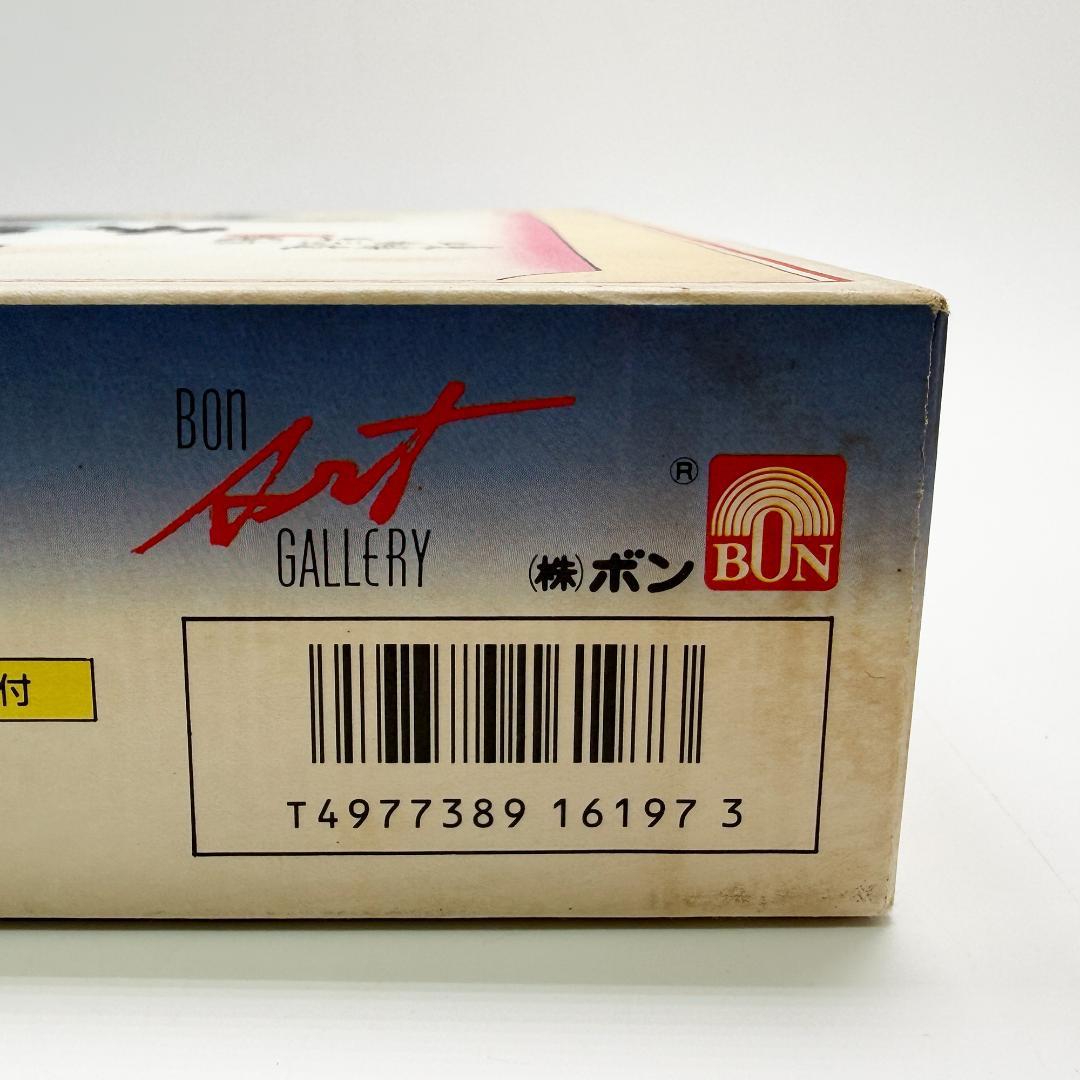 BON
Art
GALLERY
® BON
(株)ボン
付
T4977389 16197 3